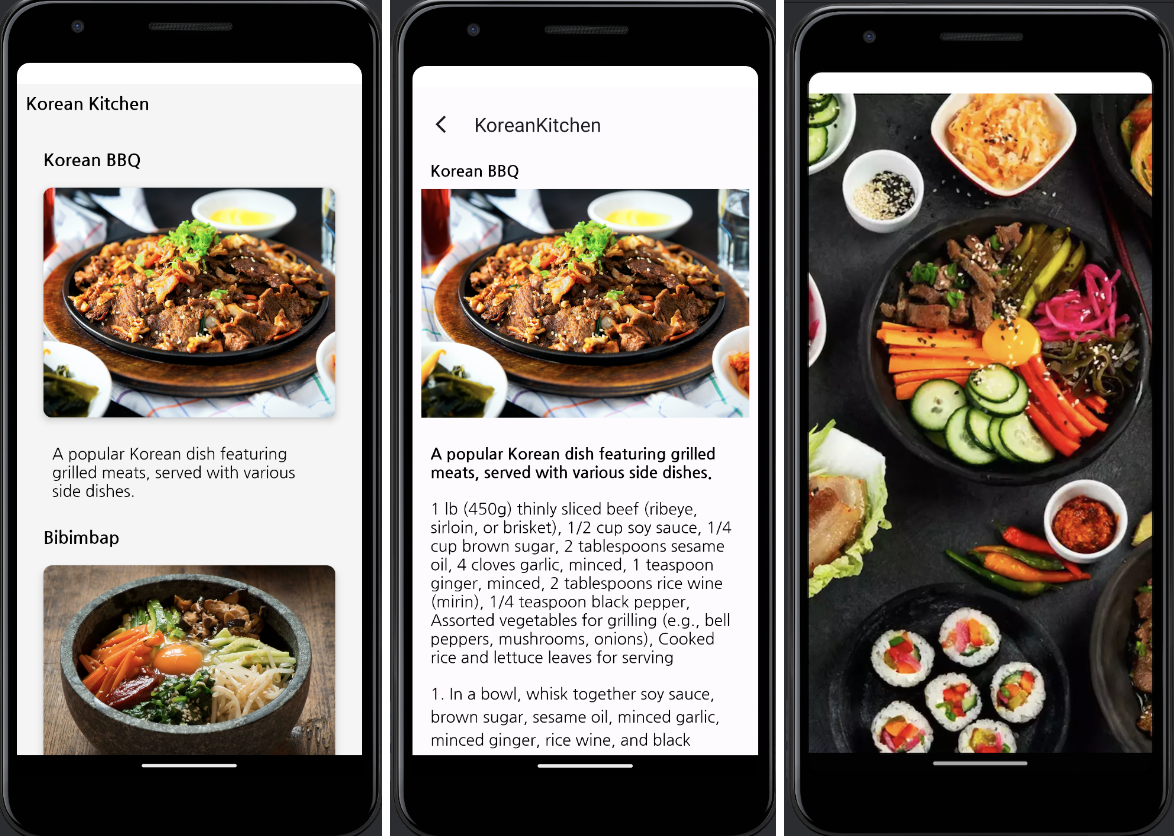 Korean Kitchen
Korean BBQ
A popular Korean dish featuring
grilled meats, served with various
side dishes.
Bibimbap
KoreanKitchen
Korean BBQ
A popular Korean dish featuring grilled
meats, served with various side dishes.
1 lb (450g) thinly sliced beef (ribeye,
sirloin, or brisket), 1/2 cup soy sauce, 1/4
cup brown sugar, 2 tablespoons sesame
oil, 4 cloves garlic, minced, 1 teaspoon
ginger, minced, 2 tablespoons rice wine
(mirin), 1/4 teaspoon black pepper,
Assorted vegetables for grilling (e.g., bell
peppers, mushrooms, onions), Cooked
rice and lettuce leaves for serving
1. In a bowl, whisk together soy sauce,
brown sugar, sesame oil, minced garlic,
minced ginger, rice wine, and black